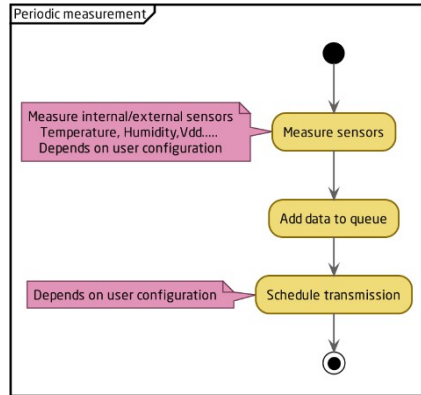 Periodic measurement
Measure internal/external sensors
Temperature, Humidity,Vdd.....
Depends on user configuration
Measure sensors
Add data to queue
Depends on user configuration
Schedule transmission